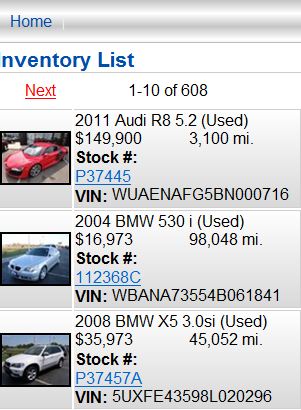 Home
Inventory List
Next 1-10 of 608
2011 Audi R8 5.2 (Used)
$149,900 3,100 mi.
Stock #:
P37445
VIN: WUAENAFG5BN000716
2004 BMW 530 i (Used)
$16,973 98,048 mi.
Stock #:
112368C
VIN: WBANA73554B061841
2008 BMW X5 3.0si (Used)
$35,973 45,052 mi.
Stock #:
P37457A
VIN: 5UXFE43598L020296